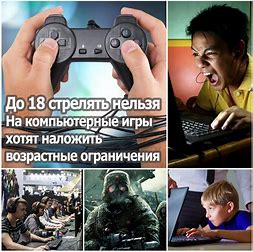 До 18 стрелять нельзя
На компьютерные игры
хотят наложить
возрастные ограничения